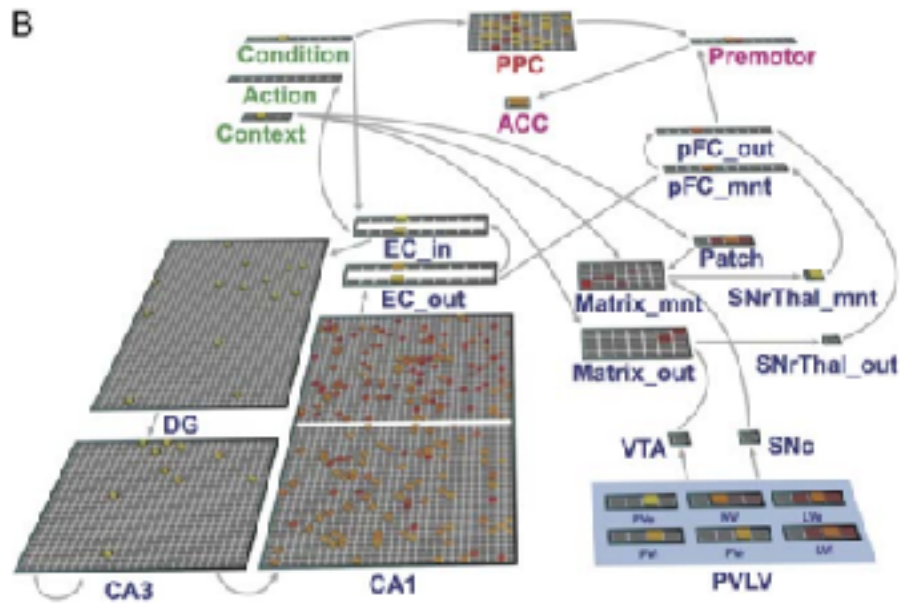 B
Condition
PPC
Premotor
Action
ACC
Context
pFC_out
pFC_mnt
EC_in
Patch
EC_out
Matrix_mnt
SNrThal_mnt
Matrix_out
SNrThal_out
DG
VTA
SNc
CA3
CA1
PVLV